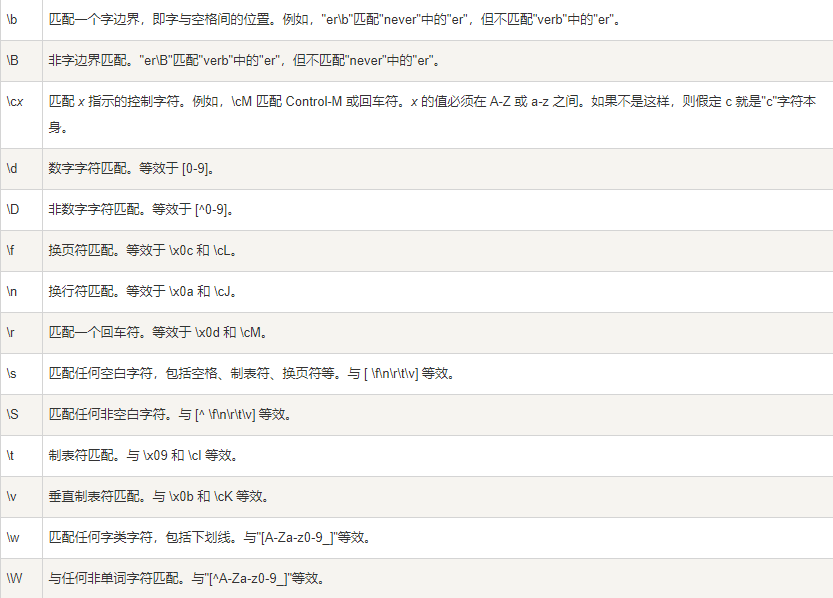 \b 匹配一个字边界，即字与空格间的位置。例如，"er\b"匹配"never"中的"er"，但不匹配"verb"中的"er"。
\B 非字边界匹配。"er\B"匹配"verb"中的"er"，但不匹配"never"中的"er"。
\cx 匹配 x 指示的控制字符。例如，\cM 匹配 Control-M 或回车符。x 的值必须在 A-Z 或 a-z 之间。如果不是这样，则假定 c 就是"c"字符本
身。
\d 数字字符匹配。等效于 [0-9]。
\D 非数字字符匹配。等效于 [^0-9]。
\f 换页符匹配。等效于 \x0c 和 \cL。
\n 换行符匹配。等效于 \x0a 和 \cJ。
\r 匹配一个回车符。等效于 \x0d 和 \cM。
\s 匹配任何空白字符，包括空格、制表符、换页符等。与 [ \f\n\r\t\v] 等效。
\S 匹配任何非空白字符。与 [^ \f\n\r\t\v] 等效。
\t 制表符匹配。与 \x09 和 \cI 等效。
\v 垂直制表符匹配。与 \x0b 和 \cK 等效。
\w 匹配任何字类字符，包括下划线。与"[A-Za-z0-9_]"等效。
\W 与任何非单词字符匹配。与"[^A-Za-z0-9_]"等效。